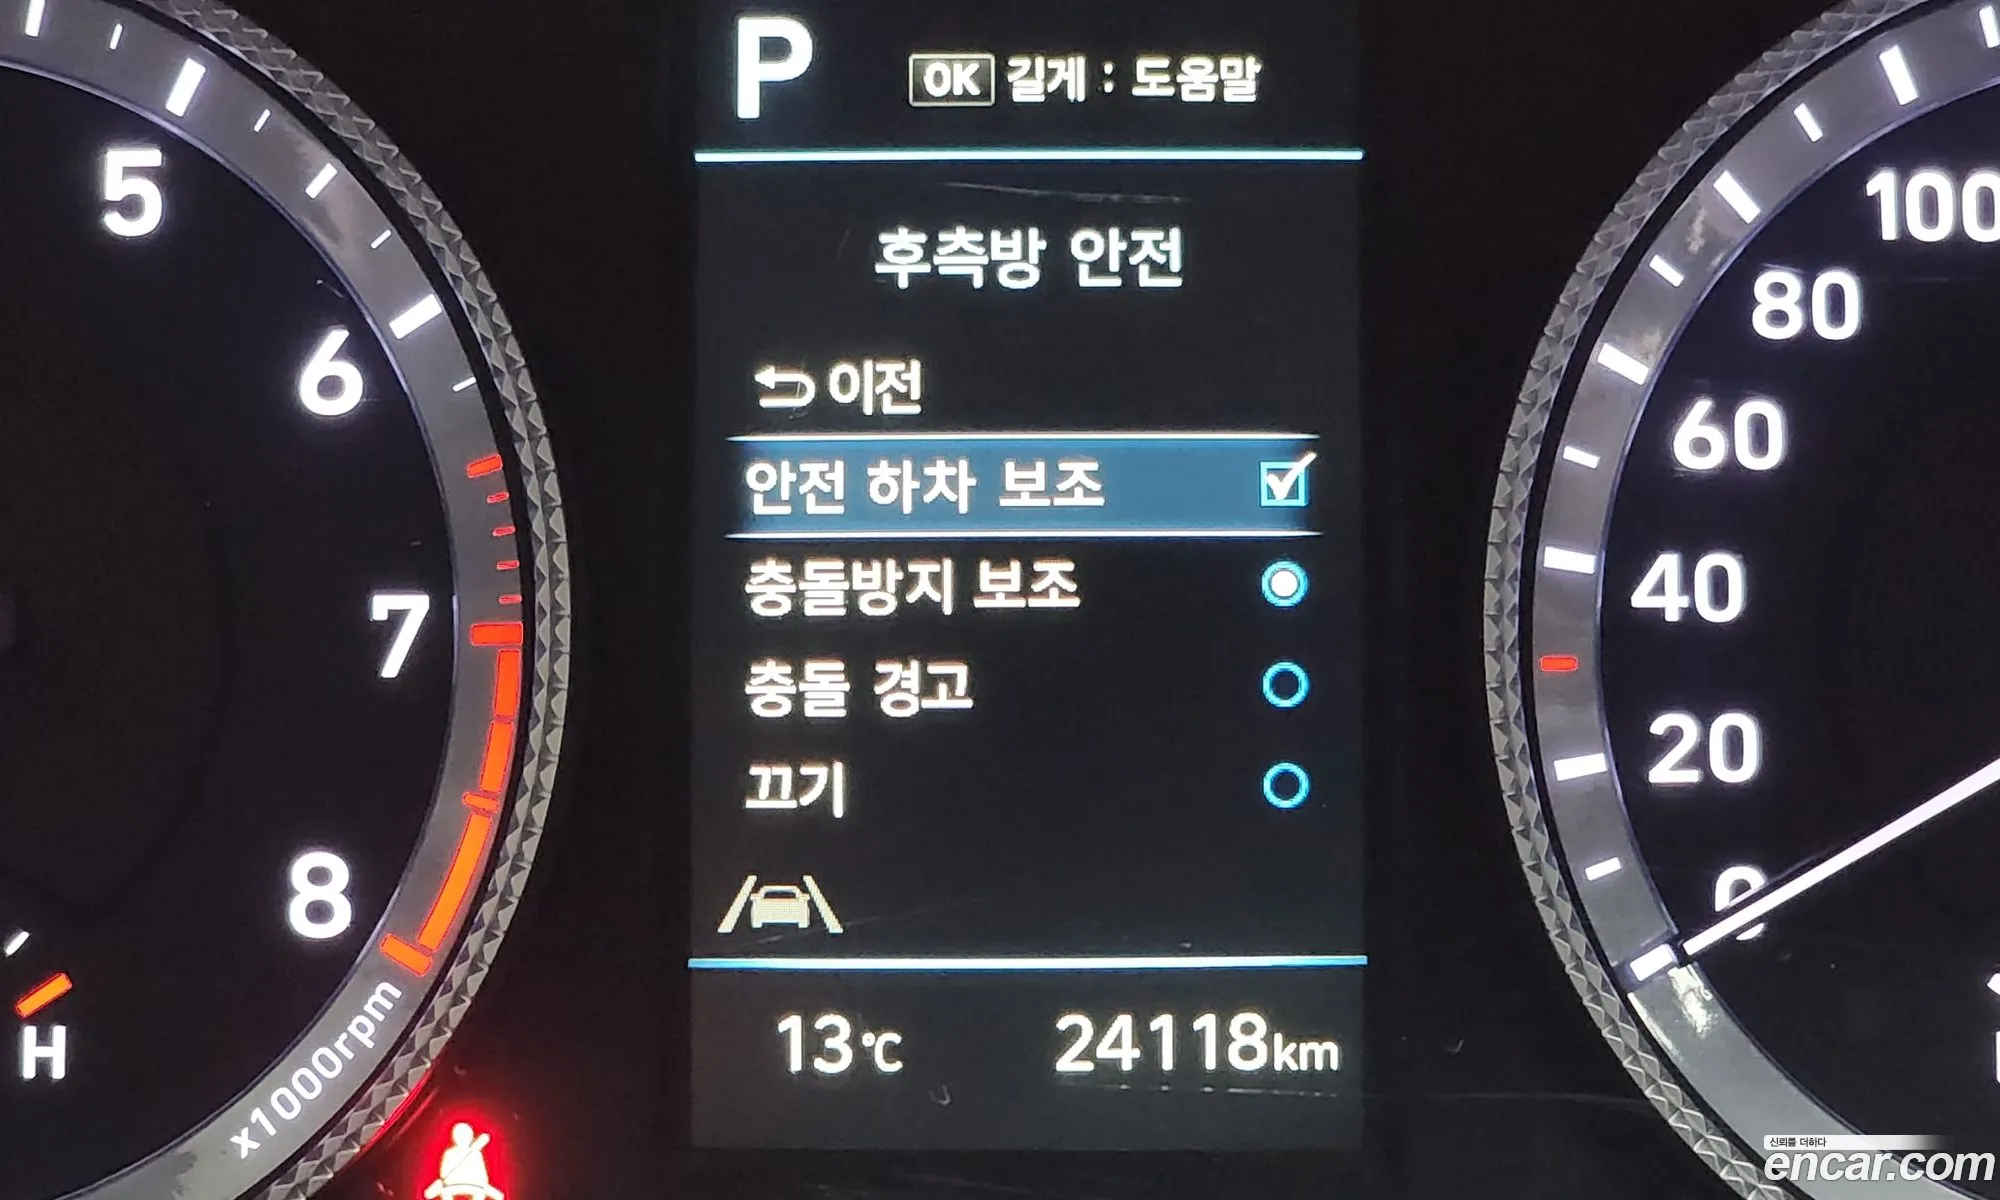 P
OK 길게 : 도움말
후측방 안전
이전
안전 하차 보조
충돌방지 보조
충돌 경고
끄기
13℃
24118km
5
6
7
8
x1000rpm
H
100
80
60
40
20
0
신뢰를 더하다
encar.com